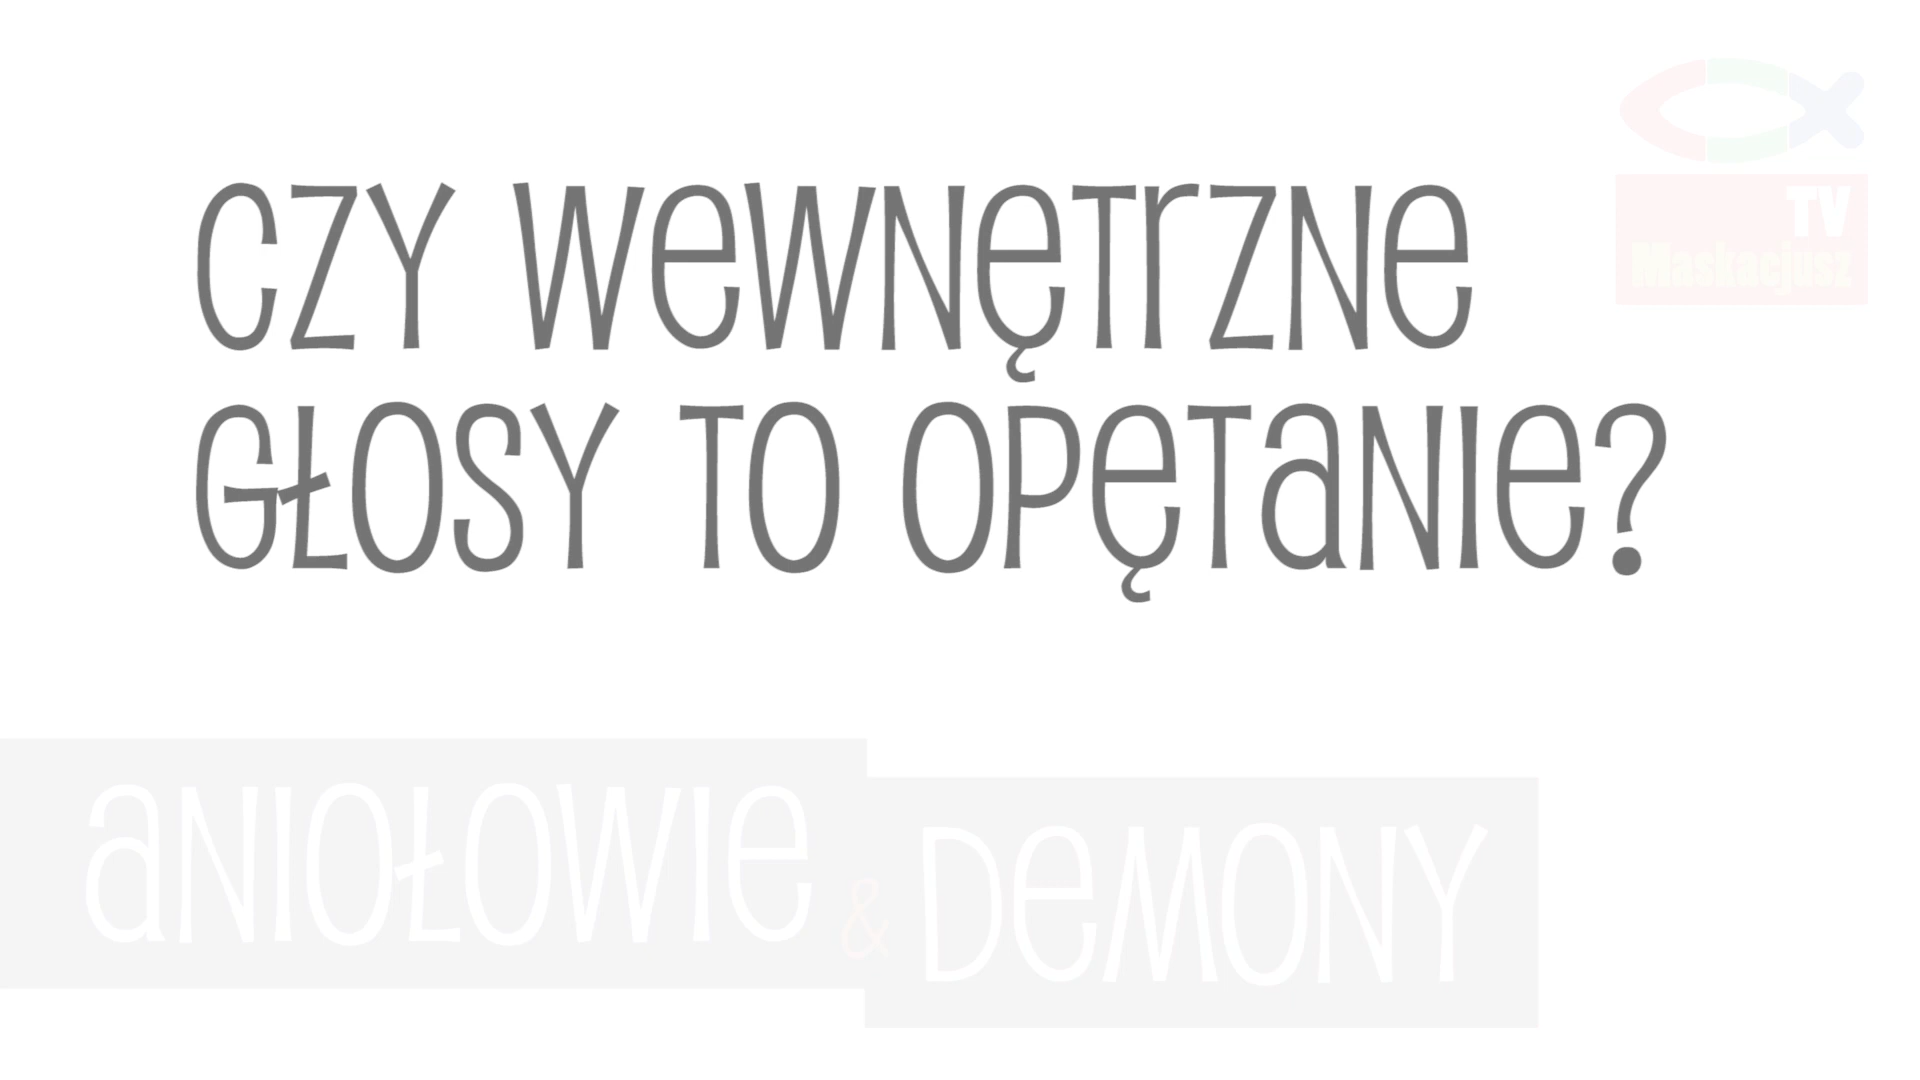 CZY WEWNĘTRZNE
GŁOSY TO OPĘTANIE?
TV
Maskacjusz
ANIOŁOWIE & DEMONY